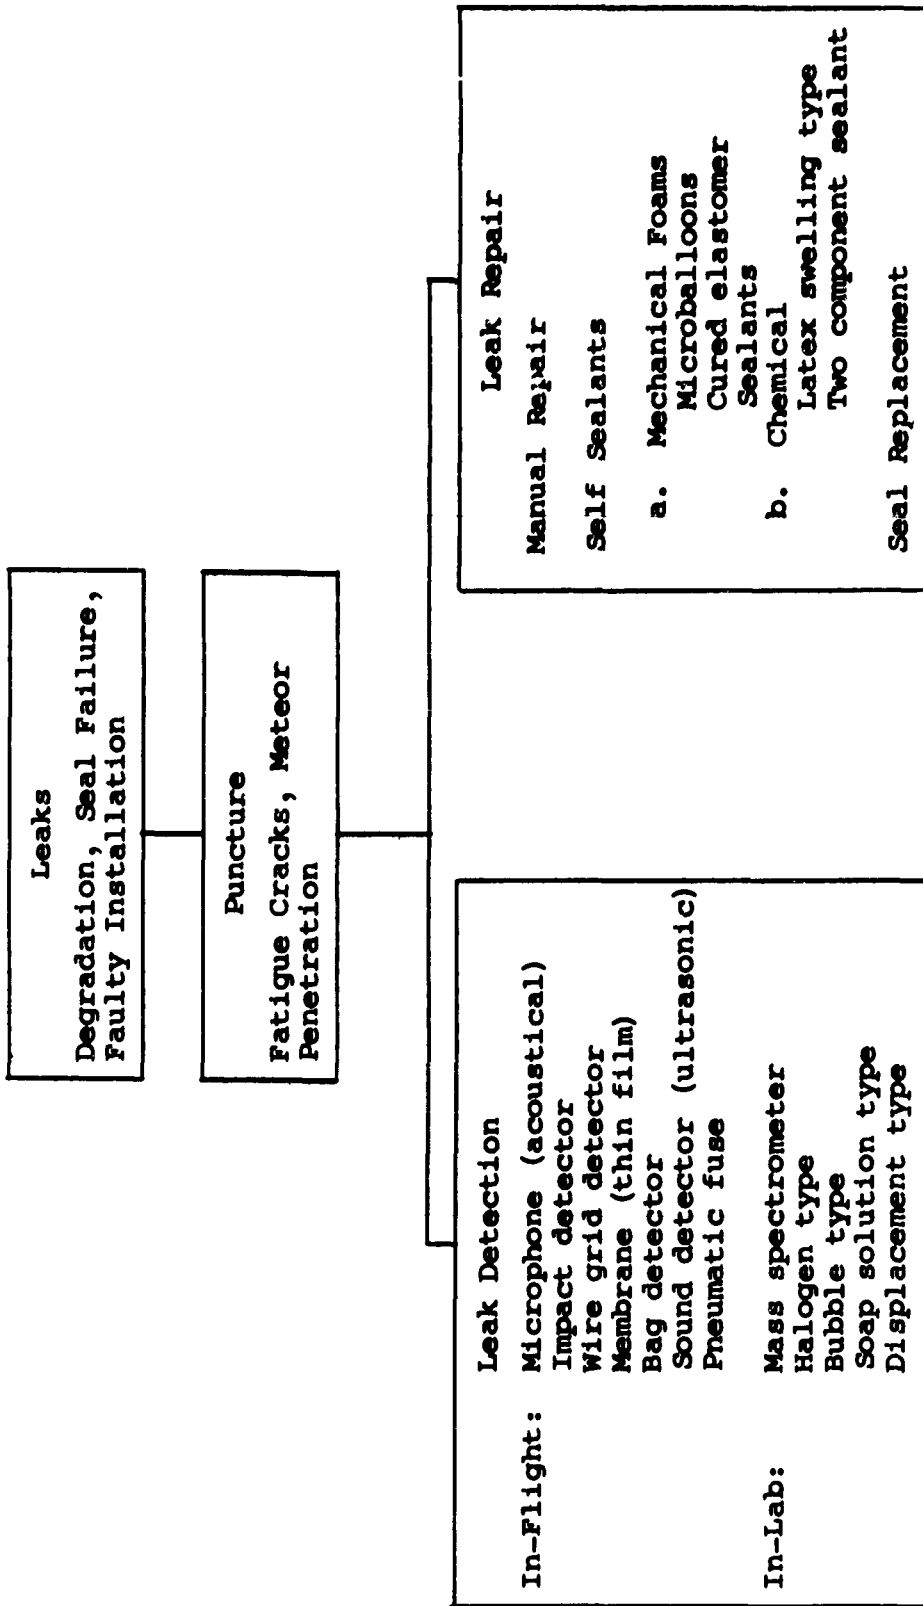 Leaks
Degradation, Seal Failure,
Faulty Installation
Puncture
Fatigue Cracks, Meteor
Penetration
Leak Detection
In-Flight: Microphone (acoustical)
Impact detector
Wire grid detector
Membrane (thin film)
Bag detector
Sound detector (ultrasonic)
Pneumatic fuse
In-Lab: Mass spectrometer
Halogen type
Bubble type
Soap solution type
Displacement type
Leak Repair
Manual Repair
Self Sealants
a. Mechanical Foams
Microballoons
Cured elastomer
Sealants
b. Chemical
Latex swelling type
Two component sealant
Seal Replacement